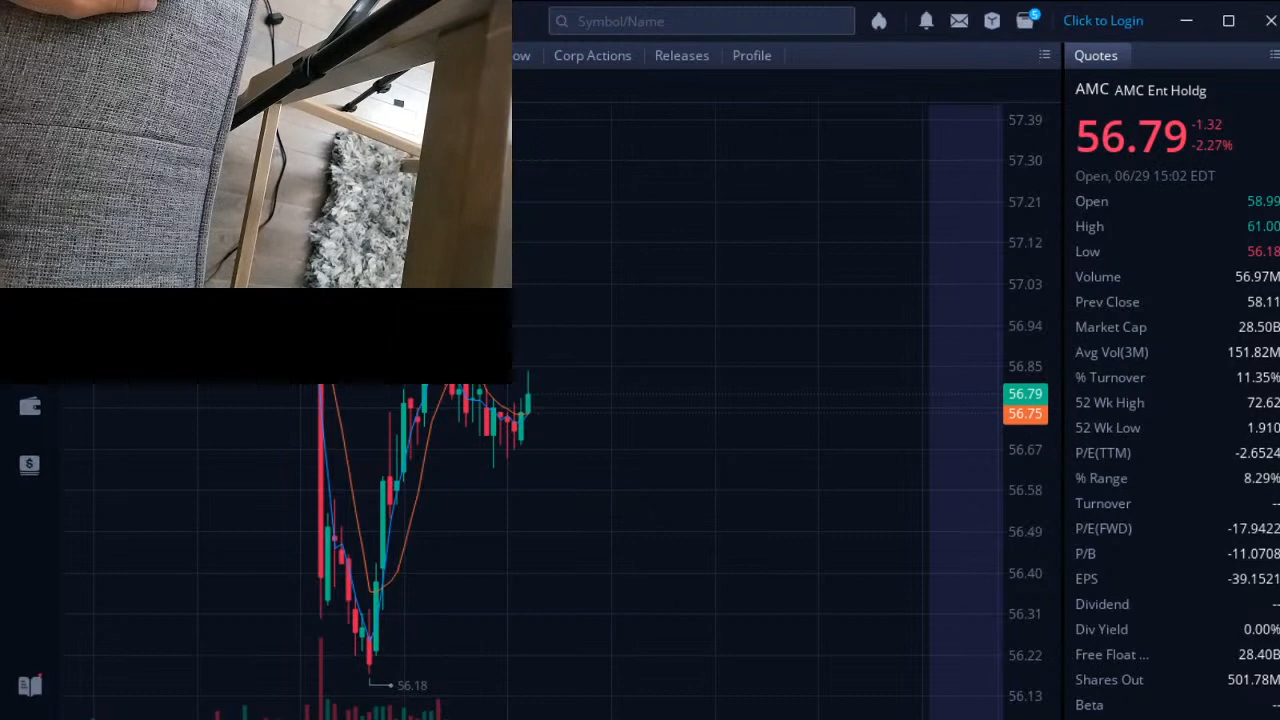 Symbol/Name
5
Click to Login
Corp Actions
Releases
Profile
Quotes
AMC AMC Ent Holdg
56.79
-1.32
-2.27%
Open, 06/29 15:02 EDT
Open 58.99
High 61.00
Low 56.18
Volume 56.97M
Prev Close 58.11
Market Cap 28.50B
Avg Vol(3M) 151.82M
% Turnover 11.35%
52 Wk High 72.62
52 Wk Low 1.910
P/E(TTM) -2.6524
% Range 8.29%
Turnover --
P/E(FWD) -17.9422
P/B -11.0708
EPS -39.1521
Dividend --
Div Yield 0.00%
Free Float ... 28.40B
Shares Out 501.78M
Beta --
57.39
57.30
57.21
57.12
57.03
56.94
56.85
56.79
56.75
56.67
56.58
56.49
56.40
56.31
56.22
56.13
56.18